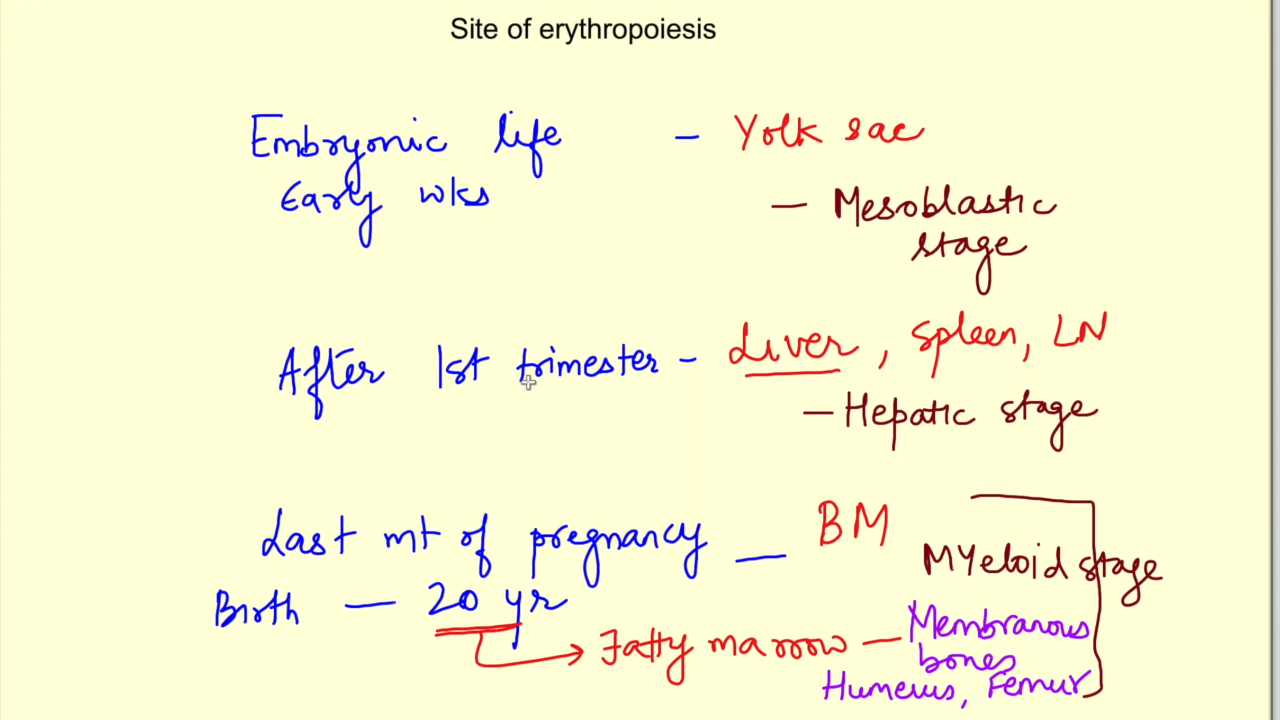 Site of erythropoiesis
Embryonic life - Yolk sac
Early wks
- Mesoblastic
stage
After 1st trimester - Liver, Spleen, LN
- Hepatic stage
Last mt of pregnancy - BM
Myeloid stage
Birth - 20 yr
Fatty marrow - Membranous
bones
Humerus, Femur